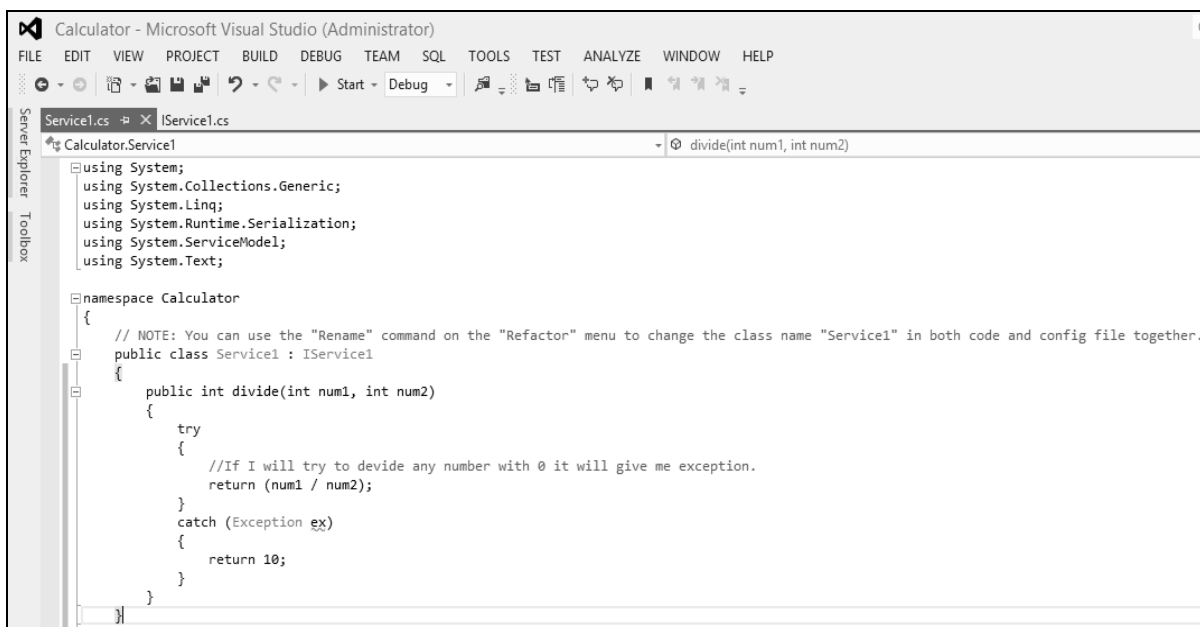 Calculator - Microsoft Visual Studio (Administrator)
FILE EDIT VIEW PROJECT BUILD DEBUG TEAM SQL TOOLS TEST ANALYZE WINDOW HELP
Start Debug
Server Explorer
Toolbox
Service1.cs IService1.cs
Calculator.Service1 divide(int num1, int num2)
using System;
using System.Collections.Generic;
using System.Linq;
using System.Runtime.Serialization;
using System.ServiceModel;
using System.Text;
namespace Calculator
{
// NOTE: You can use the "Rename" command on the "Refactor" menu to change the class name "Service1" in both code and config file together.
public class Service1 : IService1
{
public int divide(int num1, int num2)
{
try
{
//If I will try to devide any number with 0 it will give me exception.
return (num1 / num2);
}
catch (Exception ex)
{
return 10;
}
}
}